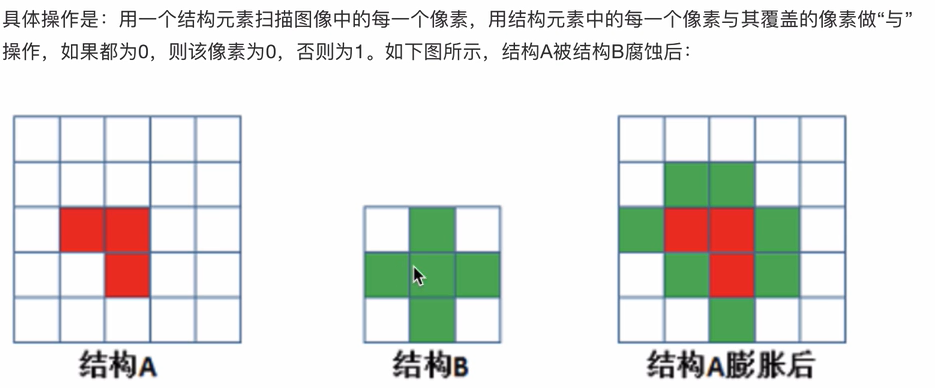 具体操作是：用一个结构元素扫描图像中的每一个像素，用结构元素中的每一个像素与其覆盖的像素做“与”
操作，如果都为0，则该像素为0，否则为1。如下图所示，结构A被结构B腐蚀后：
结构A
结构B
结构A膨胀后